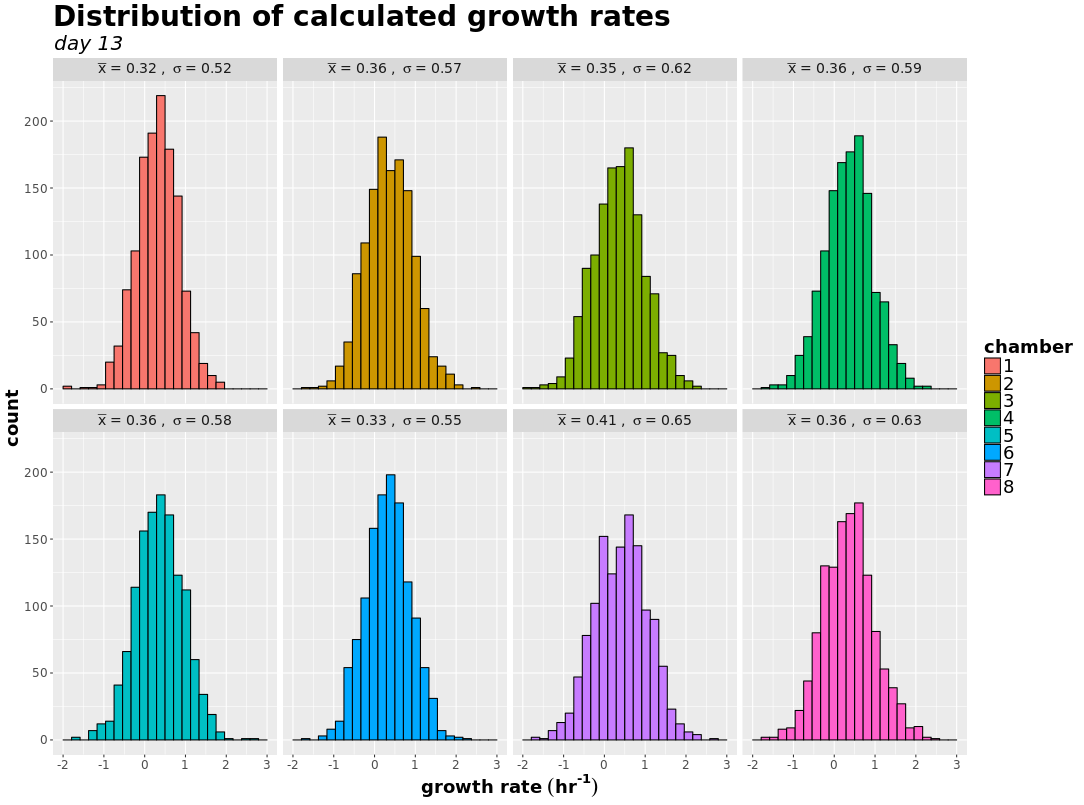 Distribution of calculated growth rates
day 13
x̅ = 0.32 , σ = 0.52
x̅ = 0.36 , σ = 0.57
x̅ = 0.35 , σ = 0.62
x̅ = 0.36 , σ = 0.59
200
150
100
50
0
x̅ = 0.36 , σ = 0.58
x̅ = 0.33 , σ = 0.55
x̅ = 0.41 , σ = 0.65
x̅ = 0.36 , σ = 0.63
200
150
100
50
0
-2 -1 0 1 2 3
-2 -1 0 1 2 3
-2 -1 0 1 2 3
-2 -1 0 1 2 3
growth rate (hr⁻¹)
count
chamber
1
2
3
4
5
6
7
8